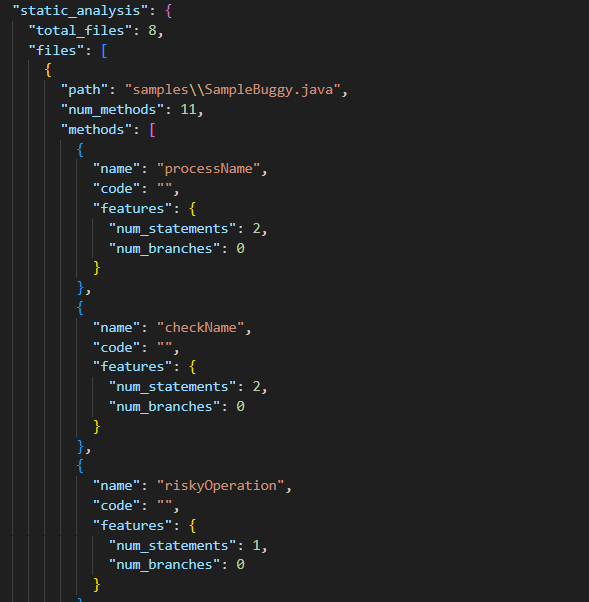 "static_analysis": {
"total_files": 8,
"files": [
{
"path": "samples\\SampleBuggy.java",
"num_methods": 11,
"methods": [
{
"name": "processName",
"code": "",
"features": {
"num_statements": 2,
"num_branches": 0
}
},
{
"name": "checkName",
"code": "",
"features": {
"num_statements": 2,
"num_branches": 0
}
},
{
"name": "riskyOperation",
"code": "",
"features": {
"num_statements": 1,
"num_branches": 0
}